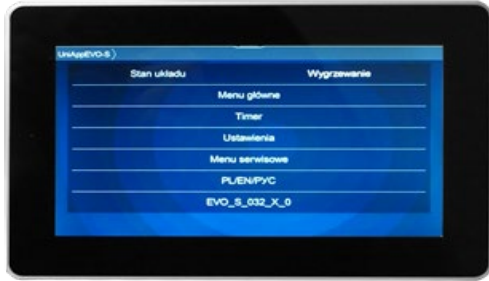 UniAppEVO-S
Stan układu Wygrzewanie
Menu główne
Timer
Ustawienia
Menu serwisowe
PL/EN/РУС
EVO_S_032_X_0